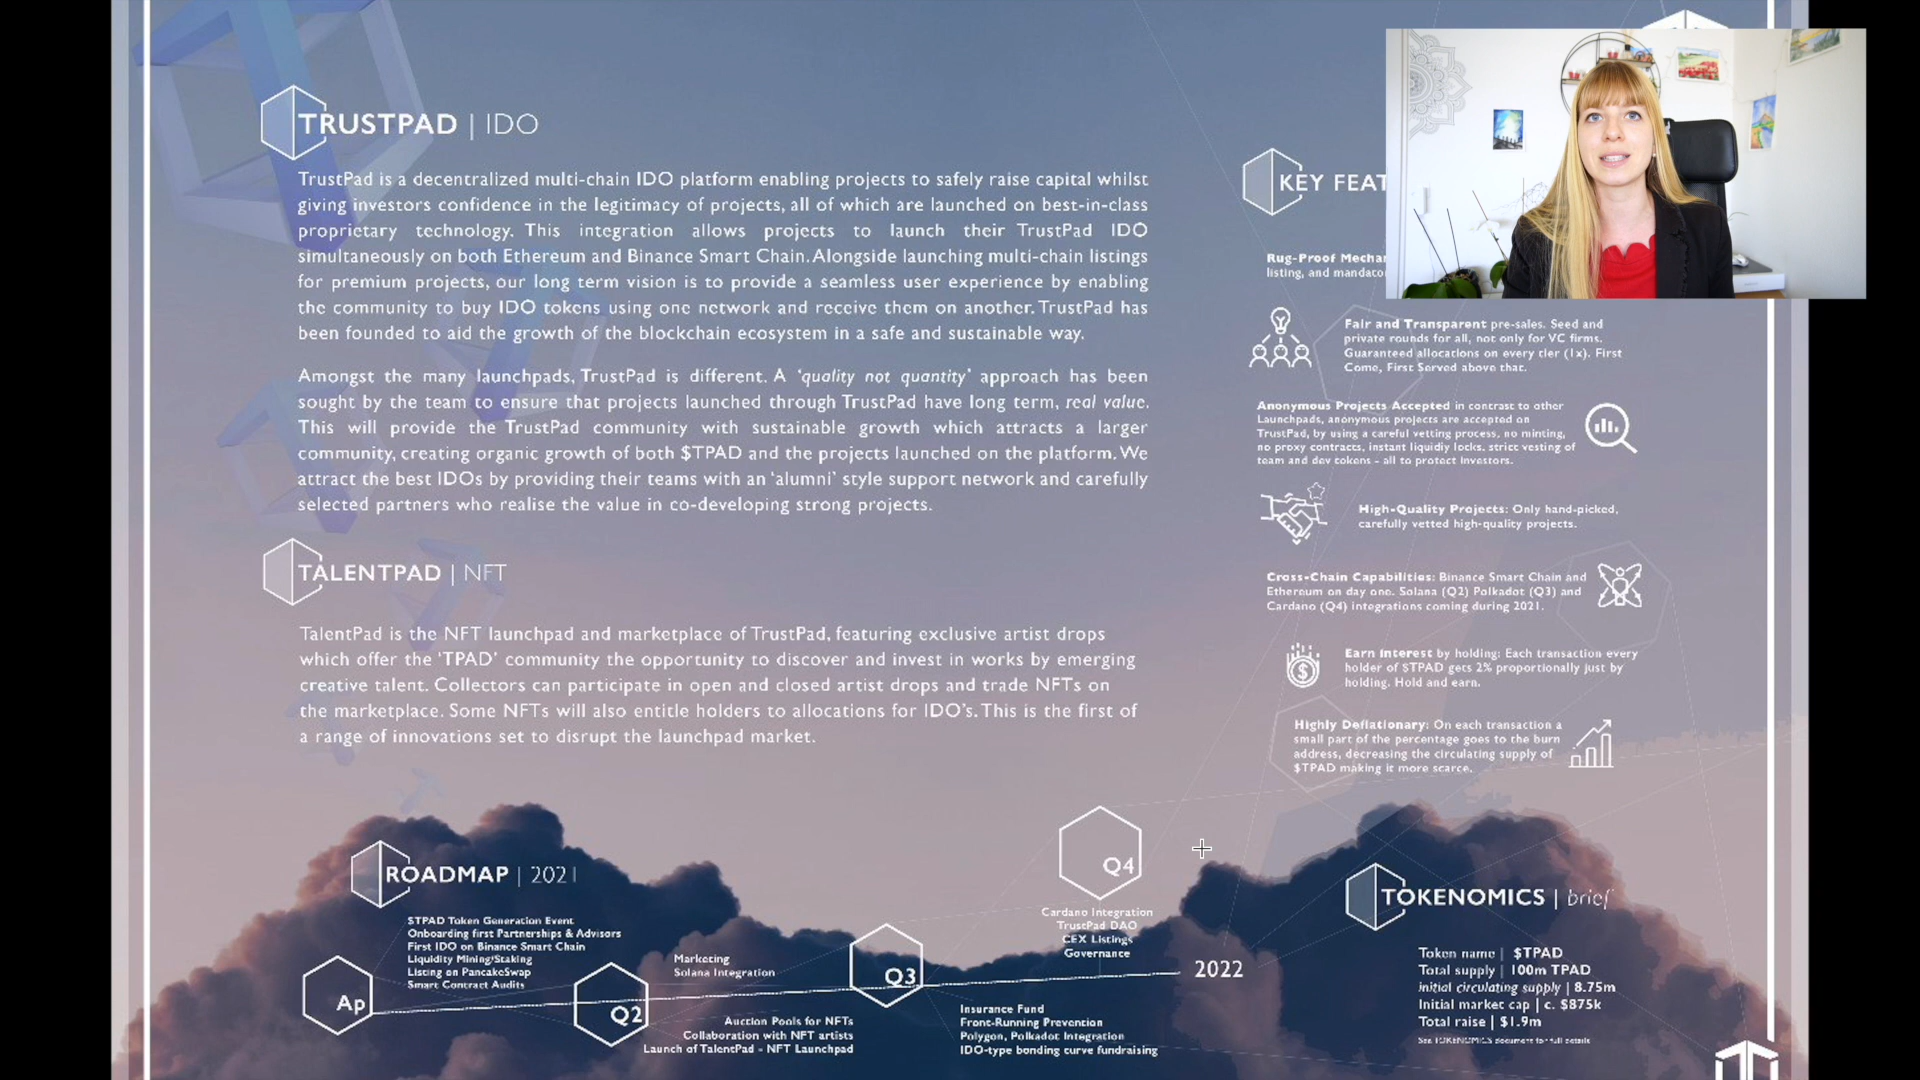 TRUSTPAD | IDO
TrustPad is a decentralized multi-chain IDO platform enabling projects to safely raise capital whilst
giving investors confidence in the legitimacy of projects, all of which are launched on best-in-class
proprietary technology. This integration allows projects to launch their TrustPad IDO
simultaneously on both Ethereum and Binance Smart Chain. Alongside launching multi-chain listings
for premium projects, our long term vision is to provide a seamless user experience by enabling
the community to buy IDO tokens using one network and receive them on another. TrustPad has
been founded to aid the growth of the blockchain ecosystem in a safe and sustainable way.
Amongst the many launchpads, TrustPad is different. A 'quality not quantity' approach has been
sought by the team to ensure that projects launched through TrustPad have long term, real value.
This will provide the TrustPad community with sustainable growth which attracts a larger
community, creating organic growth of both $TPAD and the projects launched on the platform. We
attract the best IDOs by providing their teams with an 'alumni' style support network and carefully
selected partners who realise the value in co-developing strong projects.
TALENTPAD | NFT
TalentPad is the NFT launchpad and marketplace of TrustPad, featuring exclusive artist drops
which offer the 'TPAD' community the opportunity to discover and invest in works by emerging
creative talent. Collectors can participate in open and closed artist drops and trade NFTs on
the marketplace. Some NFTs will also entitle holders to allocations for IDO's. This is the first of
a range of innovations set to disrupt the launchpad market.
KEY FEAT
Rug-Proof Mechan
listing, and mandato
Fair and Transparent pre-sales. Seed and
private rounds for all, not only for VC firms.
Guaranteed allocations on every tier (1x). First
Come, First Served above that.
Anonymous Projects Accepted in contrast to other
Launchpads, anonymous projects are accepted on
TrustPad, by using a careful vetting process, no minting,
no proxy contracts, instant liquidly locks, strict vesting of
team and dev tokens - all to protect investors.
High-Quality Projects: Only hand-picked,
carefully vetted high-quality projects.
Cross-Chain Capabilities: Binance Smart Chain and
Ethereum on day one. Solana (Q2) Polkadot (Q3) and
Cardano (Q4) integrations coming during 2021.
Earn interest by holding: Each transaction every
holder of $TPAD gets 2% proportionally just by
holding. Hold and earn.
Highly Deflationary: On each transaction a
small part of the percentage goes to the burn
address, decreasing the circulating supply of
$TPAD making it more scarce.
ROADMAP | 2021
$TPAD Token Generation Event
Onboarding first Partnerships & Advisors
First IDO on Binance Smart Chain
Liquidity Mining/Staking
Listing on PancakeSwap
Smart Contract Audits
Ap
Marketing
Solana Integration
Q2
Auction Pools for NFTs
Collaboration with NFT artists
Launch of TalentPad - NFT Launchpad
Q3
Insurance Fund
Front-Running Prevention
Polygon, Polkadot Integration
IDO-type bonding curve fundraising
Q4
Cardano Integration
TrustPad DAO
CEX Listings
Governance
2022
TOKENOMICS | brief
Token name | $TPAD
Total supply | 100m TPAD
initial circulating supply | 8.75m
Initial market cap | c. $875k
Total raise | $1.9m
See TOKENOMICS document for full details